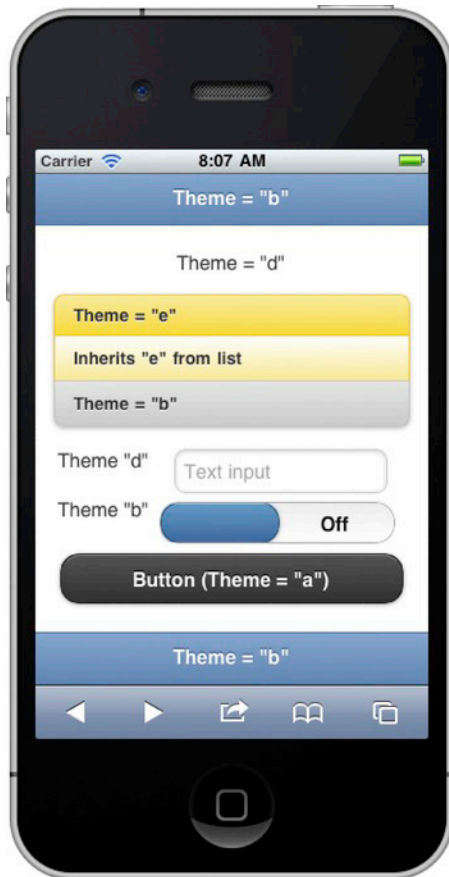 Carrier 8:07 AM
Theme = "b"
Theme = "d"
Theme = "e"
Inherits "e" from list
Theme = "b"
Theme "d" Text input
Theme "b" Off
Button (Theme = "a")
Theme = "b"